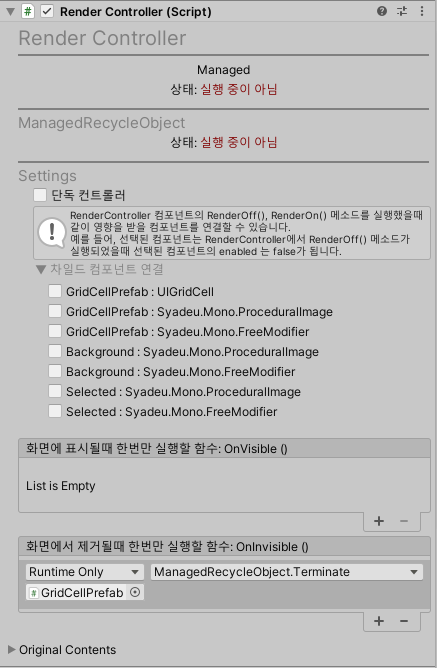 Render Controller (Script)
Render Controller
Managed
상태: 실행 중이 아님
ManagedRecycleObject
상태: 실행 중이 아님
Settings
단독 컨트롤러
RenderController 컴포넌트의 RenderOff(), RenderOn() 메소드를 실행했을때
같이 영향을 받을 컴포넌트를 연결할 수 있습니다.
예를 들어, 선택된 컴포넌트는 RenderController에서 RenderOff() 메소드가
실행되었을때 선택된 컴포넌트의 enabled 는 false가 됩니다.
차일드 컴포넌트 연결
GridCellPrefab : UIGridCell
GridCellPrefab : Syadeu.Mono.ProceduralImage
GridCellPrefab : Syadeu.Mono.FreeModifier
Background : Syadeu.Mono.ProceduralImage
Background : Syadeu.Mono.FreeModifier
Selected : Syadeu.Mono.ProceduralImage
Selected : Syadeu.Mono.FreeModifier
화면에 표시될때 한번만 실행할 함수: OnVisible ()
List is Empty
화면에서 제거될때 한번만 실행할 함수: OnInvisible ()
Runtime Only ManagedRecycleObject.Terminate
GridCellPrefab
Original Contents